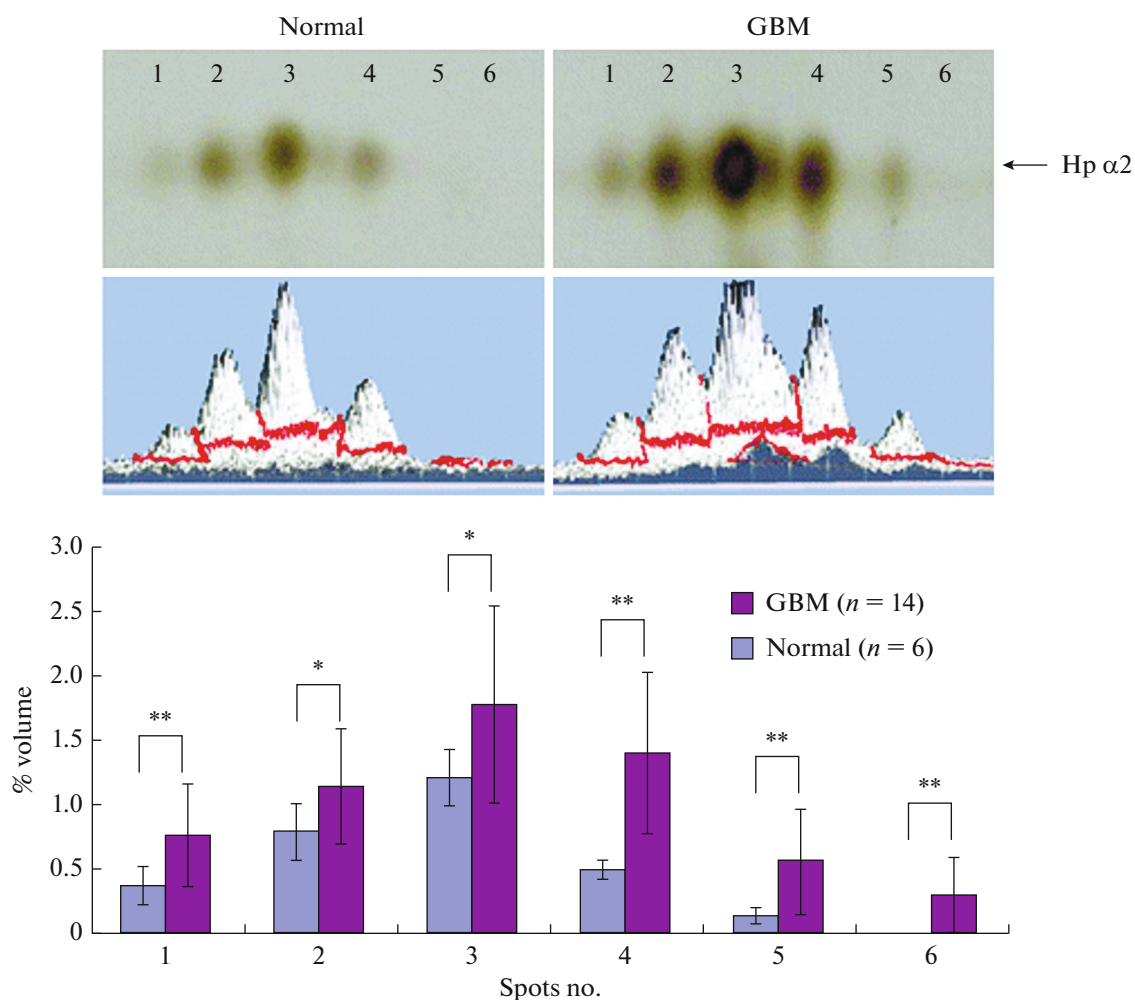 Normal GBM
1 2 3 4 5 6 1 2 3 4 5 6
Hp α2
3.0
2.5
2.0
1.5
1.0
0.5
0
% volume
** * * ** ** **
GBM (n = 14)
Normal (n = 6)
1 2 3 4 5 6
Spots no.